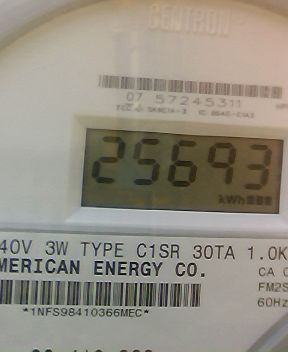 CENTRON
07 57245311
25693
kWh
40V 3W TYPE C1SR 30TA 1.0K
MERICAN ENERGY CO.
CA
FM2S
60Hz
*1NFS98410366MEC*